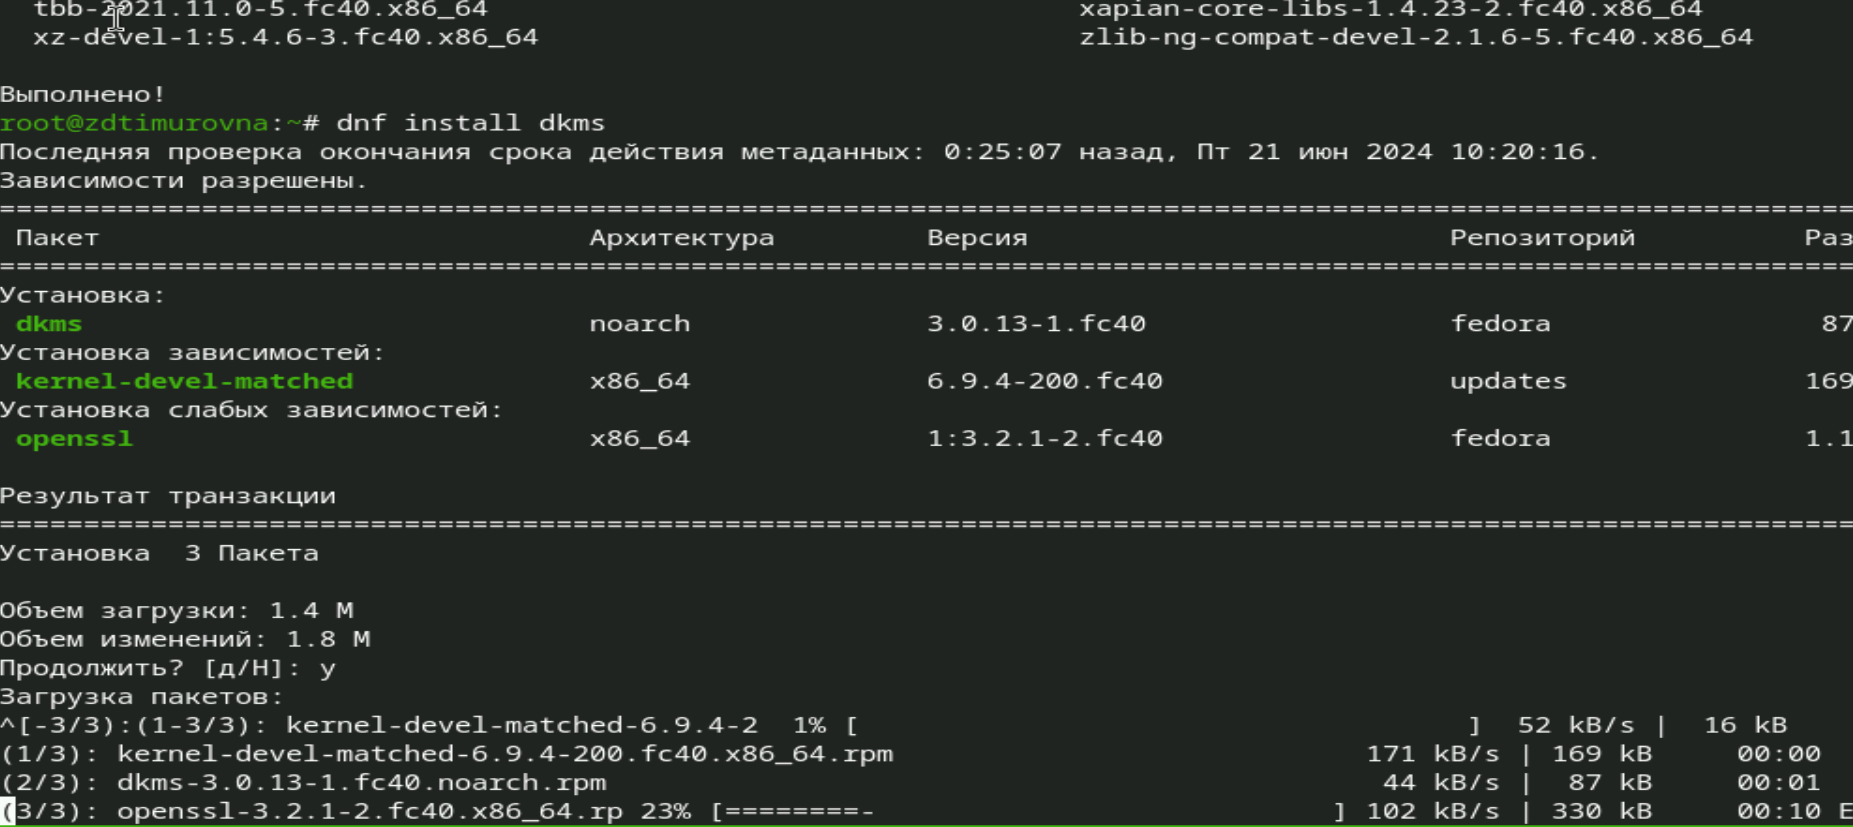 tbb-2021.11.0-5.fc40.x86_64 xapian-core-libs-1.4.23-2.fc40.x86_64
xz-devel-1:5.4.6-3.fc40.x86_64 zlib-ng-compat-devel-2.1.6-5.fc40.x86_64
Выполнено!
root@zdtimurovna:~# dnf install dkms
Последняя проверка окончания срока действия метаданных: 0:25:07 назад, Пт 21 июн 2024 10:20:16.
Зависимости разрешены.
================================================================================
Пакет Архитектура Версия Репозиторий Раз
================================================================================
Установка:
dkms noarch 3.0.13-1.fc40 fedora 87
Установка зависимостей:
kernel-devel-matched x86_64 6.9.4-200.fc40 updates 169
Установка слабых зависимостей:
openssl x86_64 1:3.2.1-2.fc40 fedora 1.1
Результат транзакции
================================================================================
Установка  3 Пакета
Объем загрузки: 1.4 M
Объем изменений: 1.8 M
Продолжить? [д/Н]: y
Загрузка пакетов:
^[-3/3):(1-3/3): kernel-devel-matched-6.9.4-2  1% [ ]  52 kB/s |  16 kB
(1/3): kernel-devel-matched-6.9.4-200.fc40.x86_64.rpm 171 kB/s | 169 kB 00:00
(2/3): dkms-3.0.13-1.fc40.noarch.rpm 44 kB/s |  87 kB 00:01
(3/3): openssl-3.2.1-2.fc40.x86_64.rp 23% [========- ] 102 kB/s | 330 kB 00:10 E